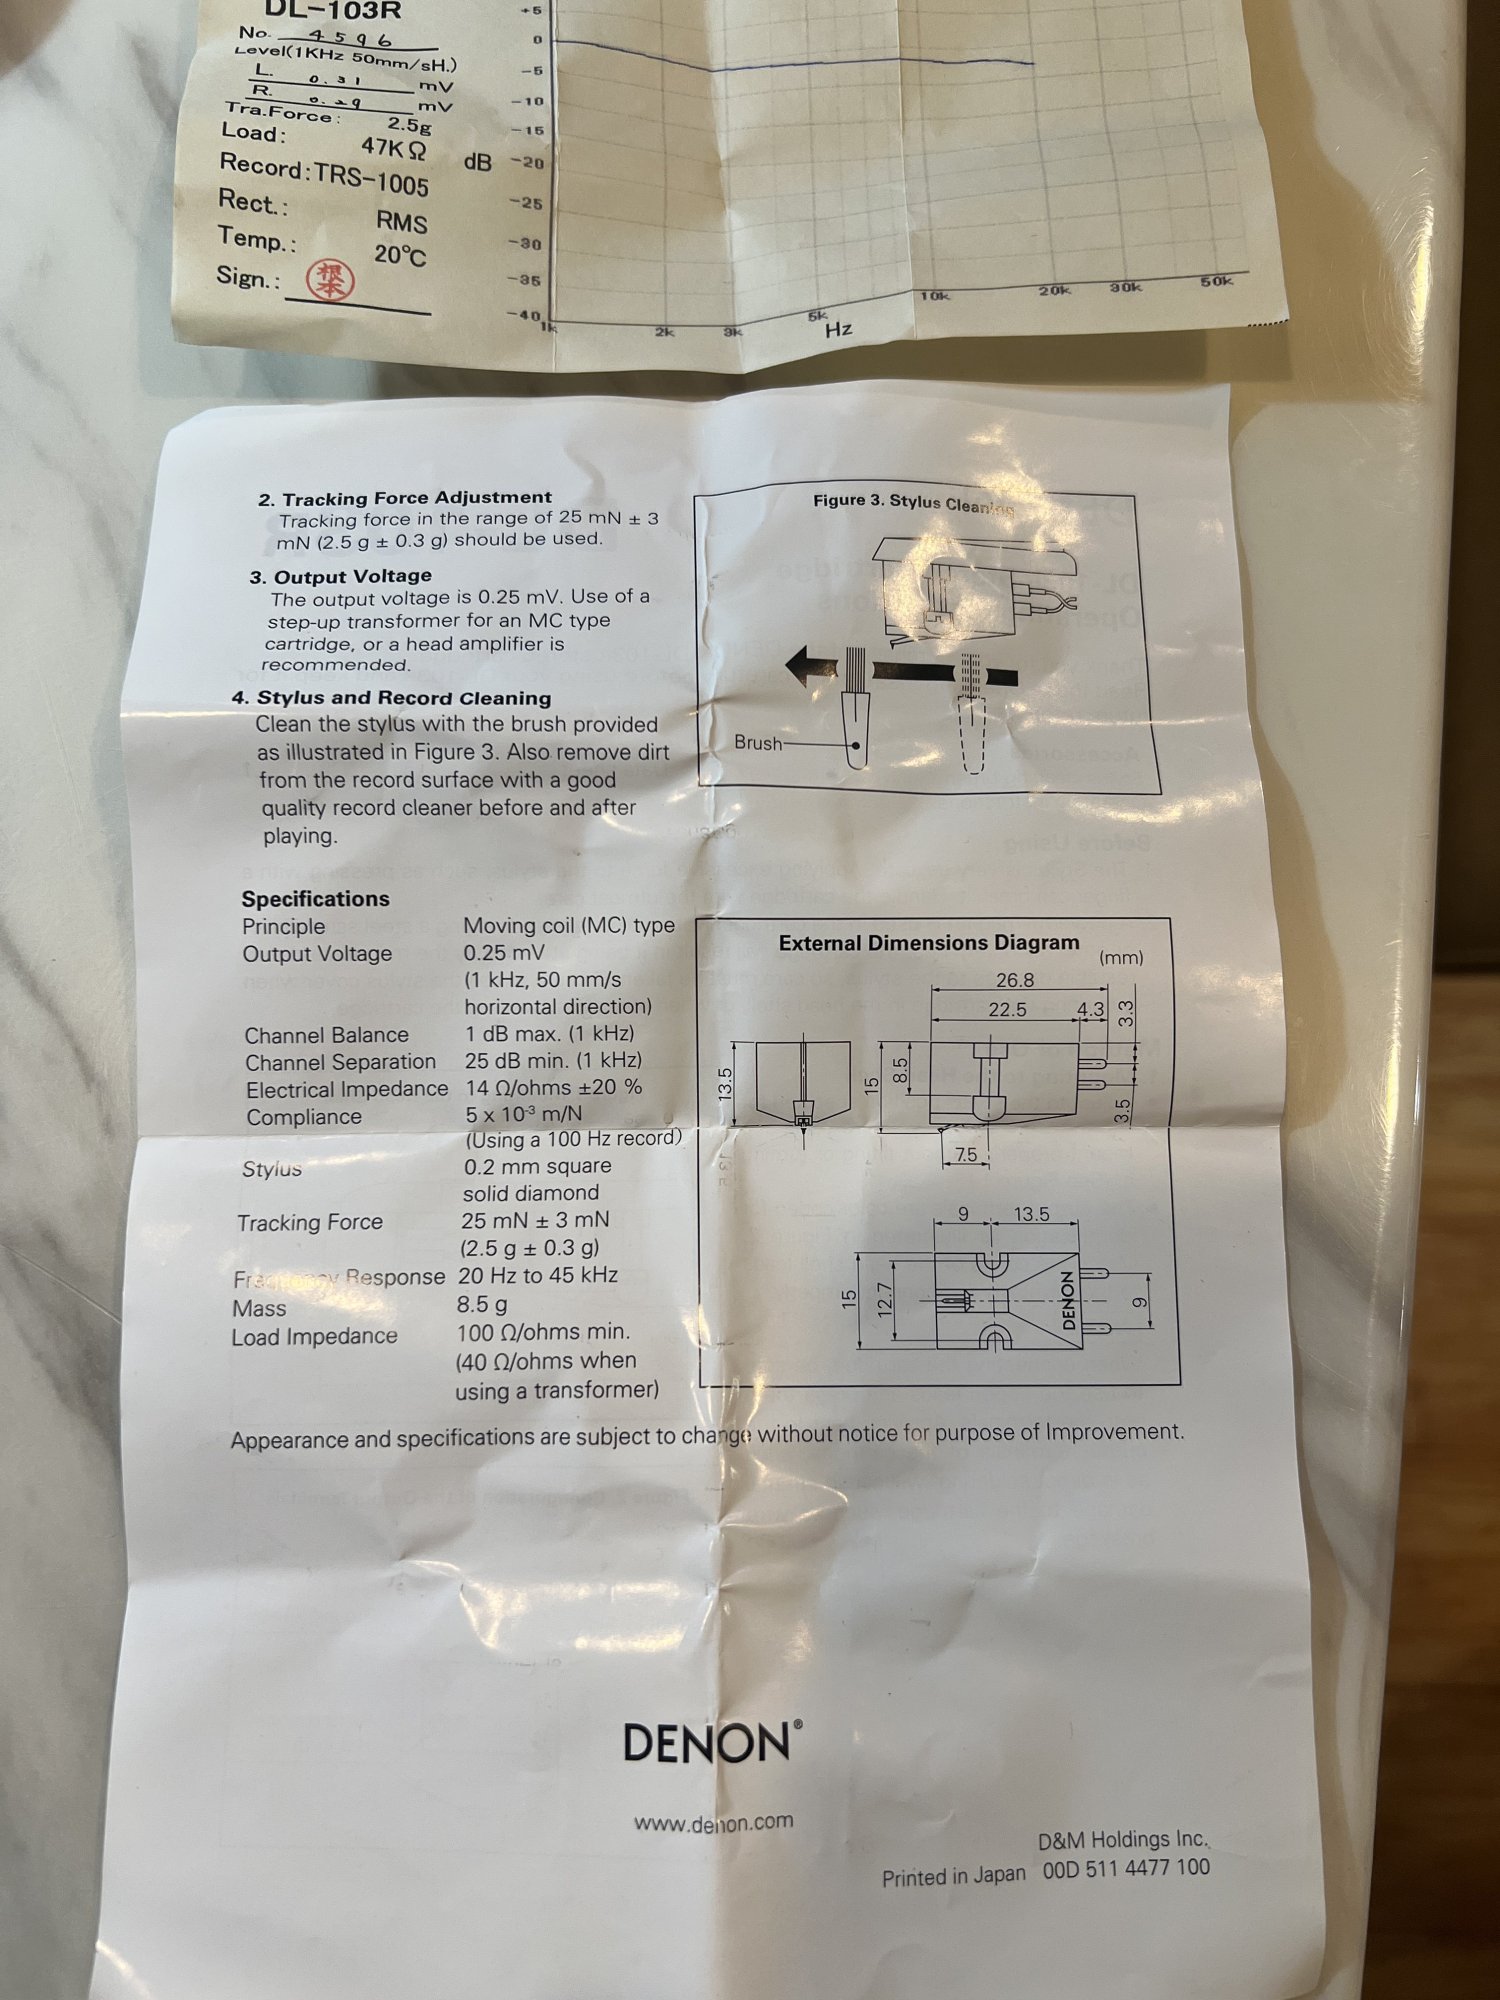 DL-103R
No. 4596
Level(1KHz 50mm/sH.)
L. 0.31 mV
R. 0.29 mV
Tra.Force: 2.5g
Load: 47KΩ
Record:TRS-1005
Rect.: RMS
Temp.: 20℃
Sign.: 根本
dB
+5
0
-5
-10
-15
-20
-25
-30
-35
-40
1k 2k 3k 5k 10k 20k 30k 50k
Hz
2. Tracking Force Adjustment
Tracking force in the range of 25 mN ± 3
mN (2.5 g ± 0.3 g) should be used.
3. Output Voltage
The output voltage is 0.25 mV. Use of a
step-up transformer for an MC type
cartridge, or a head amplifier is
recommended.
4. Stylus and Record Cleaning
Clean the stylus with the brush provided
as illustrated in Figure 3. Also remove dirt
from the record surface with a good
quality record cleaner before and after
playing.
Figure 3. Stylus Cleaning
Brush
Specifications
Principle Moving coil (MC) type
Output Voltage 0.25 mV
(1 kHz, 50 mm/s
horizontal direction)
Channel Balance 1 dB max. (1 kHz)
Channel Separation 25 dB min. (1 kHz)
Electrical Impedance 14 Ω/ohms ±20 %
Compliance 5 x 10-3 m/N
(Using a 100 Hz record)
Stylus 0.2 mm square
solid diamond
Tracking Force 25 mN ± 3 mN
(2.5 g ± 0.3 g)
Frequency Response 20 Hz to 45 kHz
Mass 8.5 g
Load Impedance 100 Ω/ohms min.
(40 Ω/ohms when
using a transformer)
External Dimensions Diagram
(mm)
26.8
22.5 4.3
3.3
13.5
15
8.5
3.5
7.5
9 13.5
15
12.7
DENON
9
Appearance and specifications are subject to change without notice for purpose of Improvement.
DENON®
www.denon.com
D&M Holdings Inc.
Printed in Japan 00D 511 4477 100